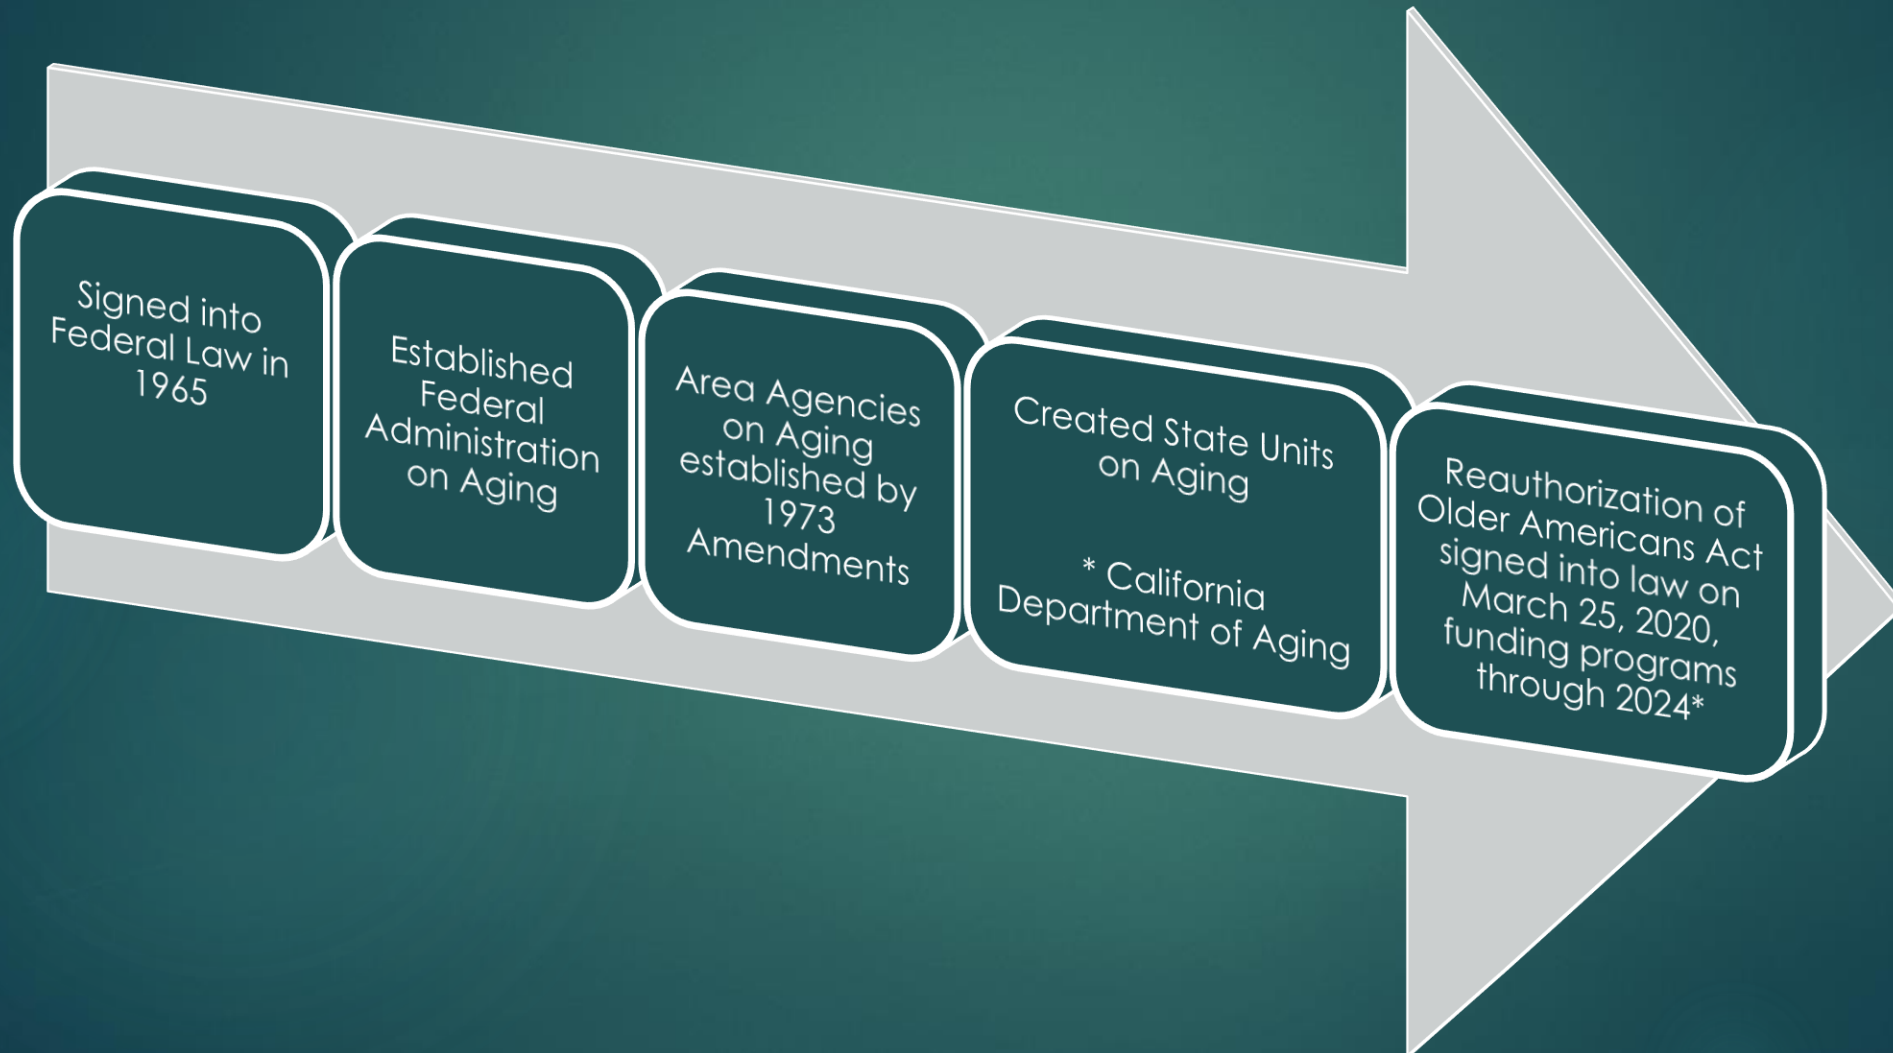 Signed into
Federal Law in
1965
Established
Federal
Administration
on Aging
Area Agencies
on Aging
established by
1973
Amendments
Created State Units
on Aging
* California
Department of Aging
Reauthorization of
Older Americans Act
signed into law on
March 25, 2020,
funding programs
through 2024*